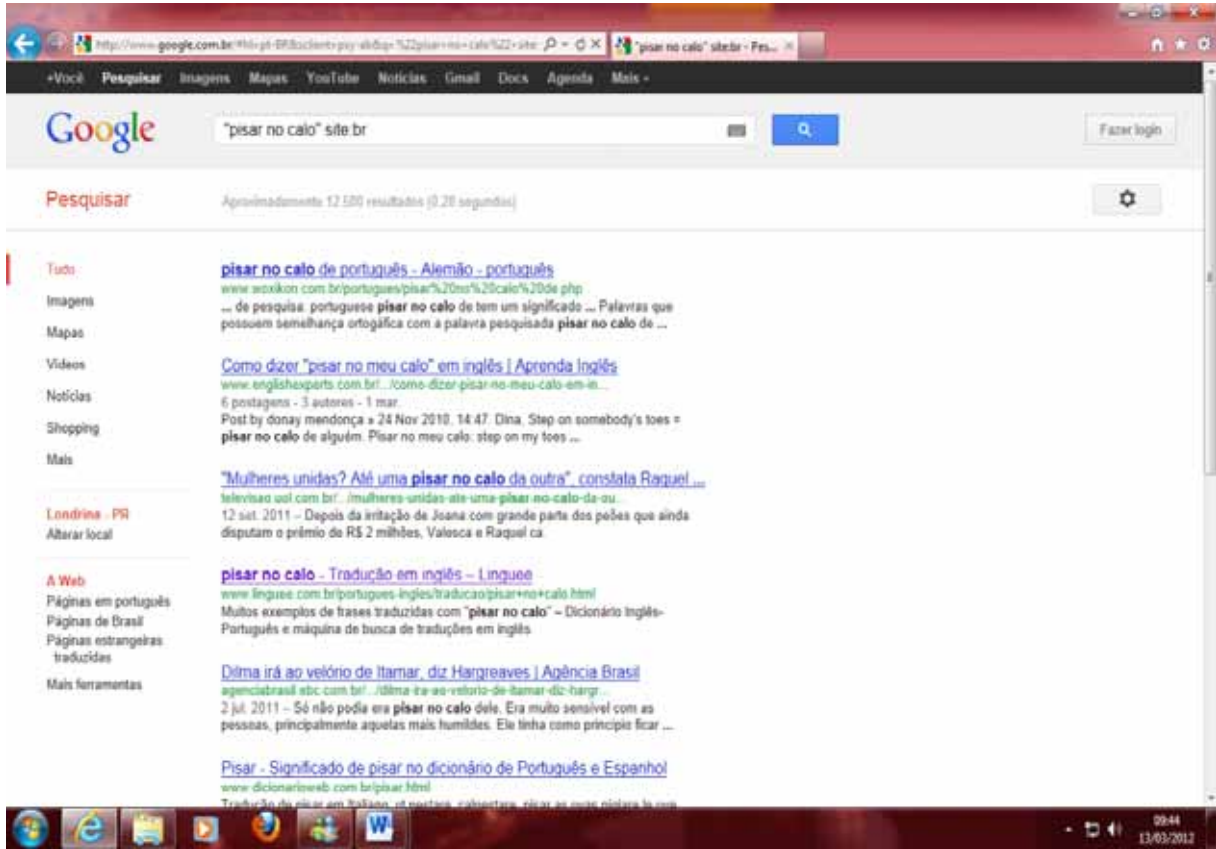 "pisar no calo" site:br - Pes...
+Você Pesquisar Imagens Mapas YouTube Notícias Gmail Docs Agenda Mais
Google
"pisar no calo" site:br
Fazer login
Pesquisar
Aproximadamente 12.500 resultados (0,28 segundos)
Tudo
Imagens
Mapas
Vídeos
Notícias
Shopping
Mais
Londrina - PR
Alterar local
A Web
Páginas em português
Páginas de Brasil
Páginas estrangeiras
traduzidas
Mais ferramentas
pisar no calo de português - Alemão - português
www.woxikon.com.br/portugues/pisar%20no%20calo%20de.php
... de pesquisa: portuguese pisar no calo de tem um significado ... Palavras que
possuem semelhança ortogáfica com a palavra pesquisada pisar no calo de ...
Como dizer "pisar no meu calo" em inglês | Aprenda Inglês
www.englishexperts.com.br/.../como-dizer-pisar-no-meu-calo-em-in...
6 postagens - 3 autores - 1 mar.
Post by donay mendonça » 24 Nov 2010, 14:47. Dina, Step on somebody's toes =
pisar no calo de alguém. Pisar no meu calo: step on my toes ...
"Mulheres unidas? Até uma pisar no calo da outra", constata Raquel ...
televisao.uol.com.br/.../mulheres-unidas-ate-uma-pisar-no-calo-da-ou...
12 set. 2011 – Depois da irritação de Joana com grande parte dos peões que ainda
disputam o prêmio de R$ 2 milhões, Valesca e Raquel ca
pisar no calo - Tradução em inglês – Linguee
www.linguee.com.br/portugues-ingles/traducao/pisar+no+calo.html
Muitos exemplos de frases traduzidas com "pisar no calo" – Dicionário Inglês-
Português e máquina de busca de traduções em inglês
Dilma irá ao velório de Itamar, diz Hargreaves | Agência Brasil
agenciabrasil.ebc.com.br/.../dilma-ira-ao-velorio-de-itamar-diz-hargr...
2 jul. 2011 – Só não podia era pisar no calo dele. Era muito sensível com as
pessoas, principalmente aquelas mais humildes. Ele tinha como princípio ficar ...
Pisar - Significado de pisar no dicionário de Português e Espanhol
www.dicionarioweb.com.br/pisar.html
Tradução de pisar em Italiano
09:44
13/03/2012